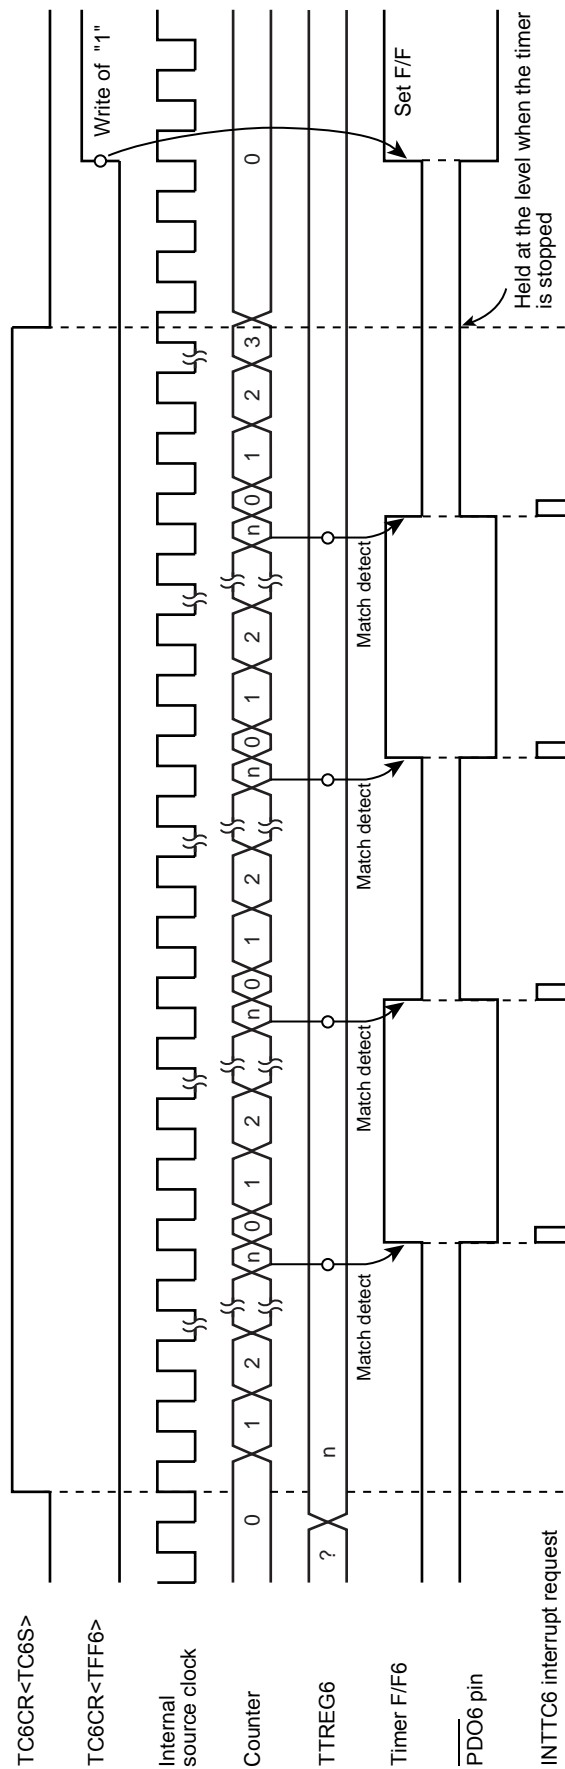 TC6CR<TC6S>
TC6CR<TFF6>
Write of "1"
Internal
source clock
Counter
0
1
2
n
0
1
2
n
0
1
2
n
0
1
2
n
0
1
2
3
0
TTREG6
?
n
Match detect
Match detect
Match detect
Match detect
Timer F/F6
Set F/F
PDO6 pin
Held at the level when the timer
is stopped
INTTC6 interrupt request